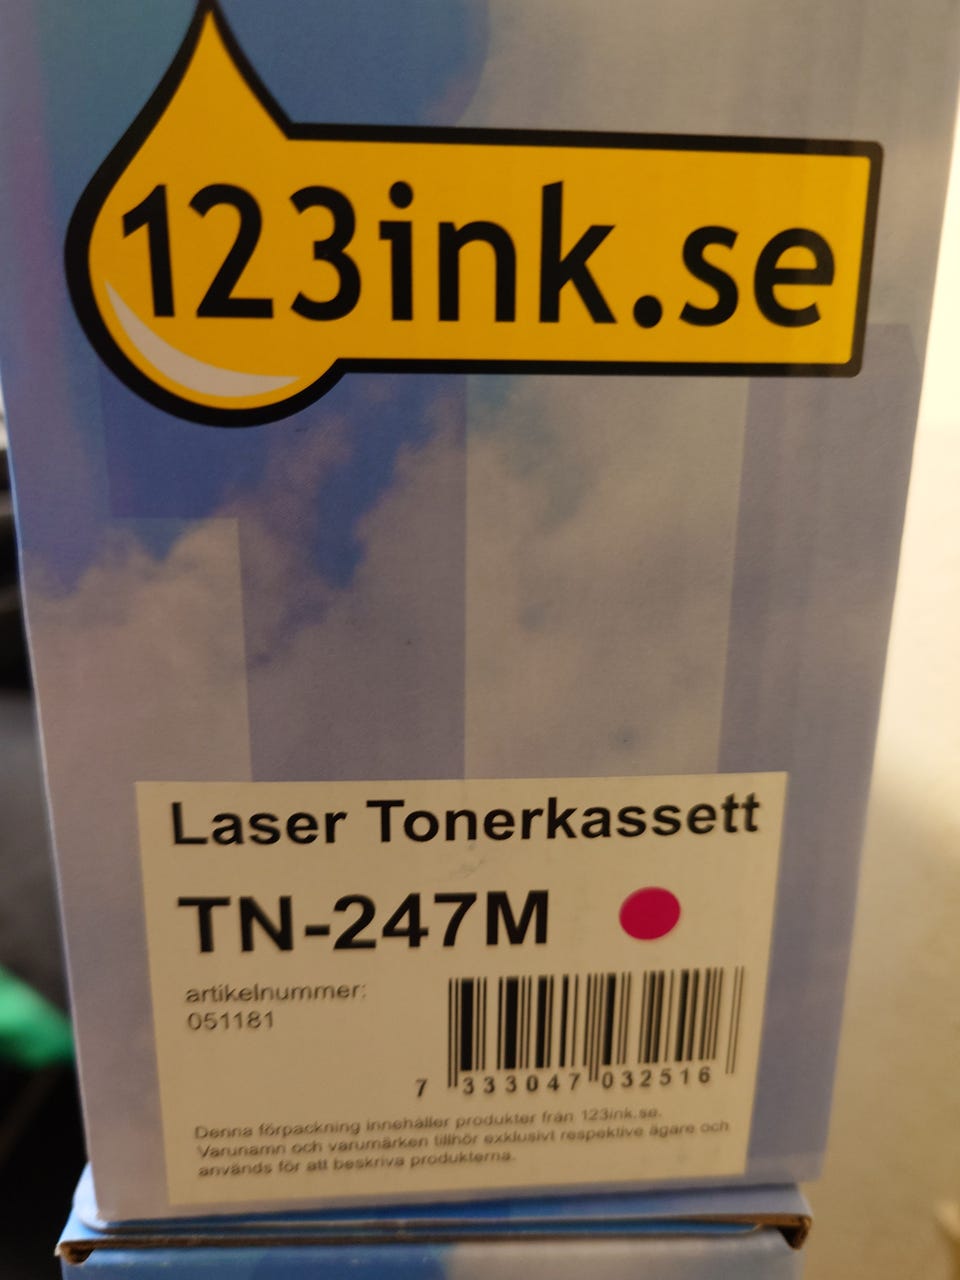 123ink.se
Laser Tonerkassett
TN-247M
artikelnummer:
051181
7 333047 032516
Denna förpackning innehåller produkter från 123ink.se.
Varunamn och varumärken tillhör exklusivt respektive ägare och
används för att beskriva produkterna.